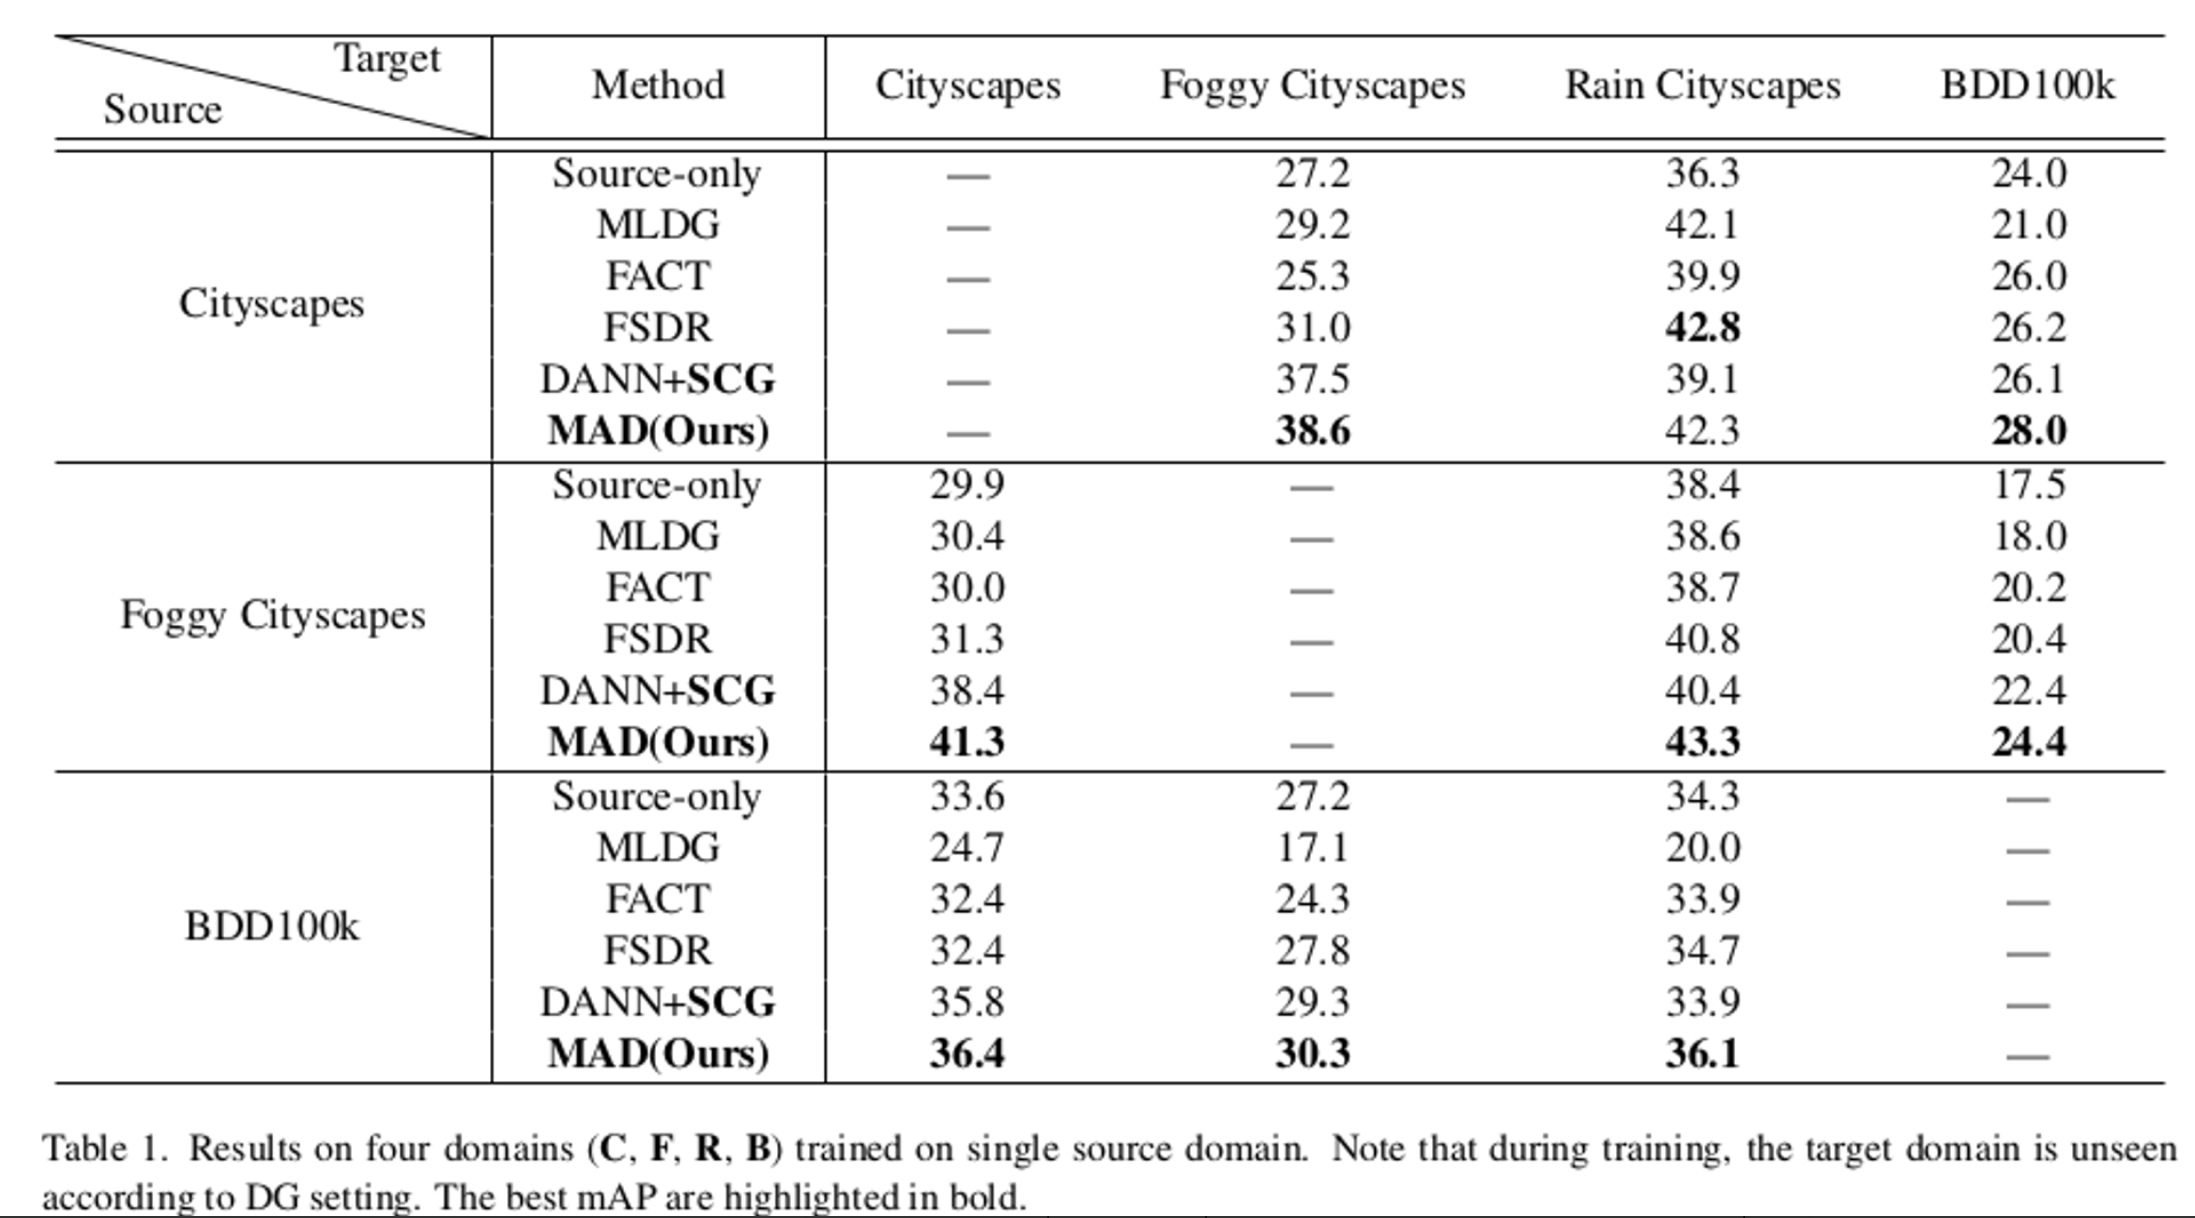 Target
Source
Method Cityscapes Foggy Cityscapes Rain Cityscapes BDD100k
Source-only — 27.2 36.3 24.0
MLDG — 29.2 42.1 21.0
FACT — 25.3 39.9 26.0
Cityscapes
FSDR — 31.0 42.8 26.2
DANN+SCG — 37.5 39.1 26.1
MAD(Ours) — 38.6 42.3 28.0
Source-only 29.9 — 38.4 17.5
MLDG 30.4 — 38.6 18.0
FACT 30.0 — 38.7 20.2
Foggy Cityscapes
FSDR 31.3 — 40.8 20.4
DANN+SCG 38.4 — 40.4 22.4
MAD(Ours) 41.3 — 43.3 24.4
Source-only 33.6 27.2 34.3 —
MLDG 24.7 17.1 20.0 —
FACT 32.4 24.3 33.9 —
BDD100k
FSDR 32.4 27.8 34.7 —
DANN+SCG 35.8 29.3 33.9 —
MAD(Ours) 36.4 30.3 36.1 —
Table 1. Results on four domains (C, F, R, B) trained on single source domain. Note that during training, the target domain is unseen
according to DG setting. The best mAP are highlighted in bold.